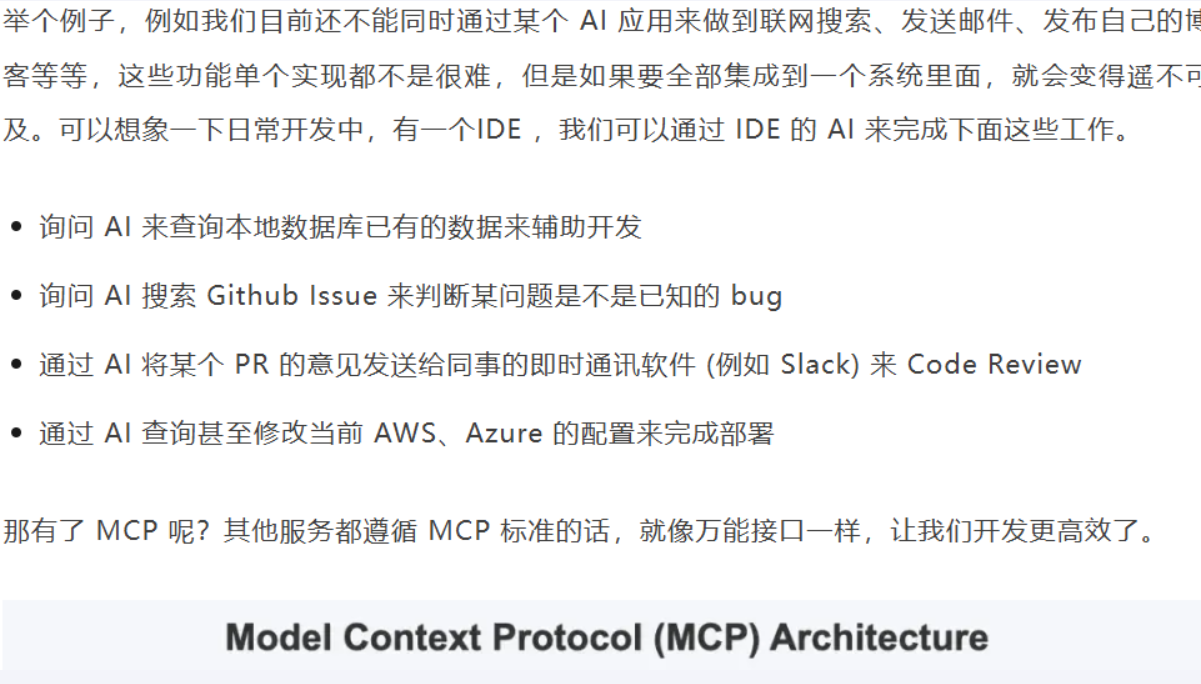 举个例子，例如我们目前还不能同时通过某个 AI 应用来做到联网搜索、发送邮件、发布自己的博
客等等，这些功能单个实现都不是很难，但是如果要全部集成到一个系统里面，就会变得遥不可
及。可以想象一下日常开发中，有一个IDE ，我们可以通过 IDE 的 AI 来完成下面这些工作。
• 询问 AI 来查询本地数据库已有的数据来辅助开发
• 询问 AI 搜索 Github Issue 来判断某问题是不是已知的 bug
• 通过 AI 将某个 PR 的意见发送给同事的即时通讯软件 (例如 Slack) 来 Code Review
• 通过 AI 查询甚至修改当前 AWS、Azure 的配置来完成部署
那有了 MCP 呢？其他服务都遵循 MCP 标准的话，就像万能接口一样，让我们开发更高效了。
Model Context Protocol (MCP) Architecture